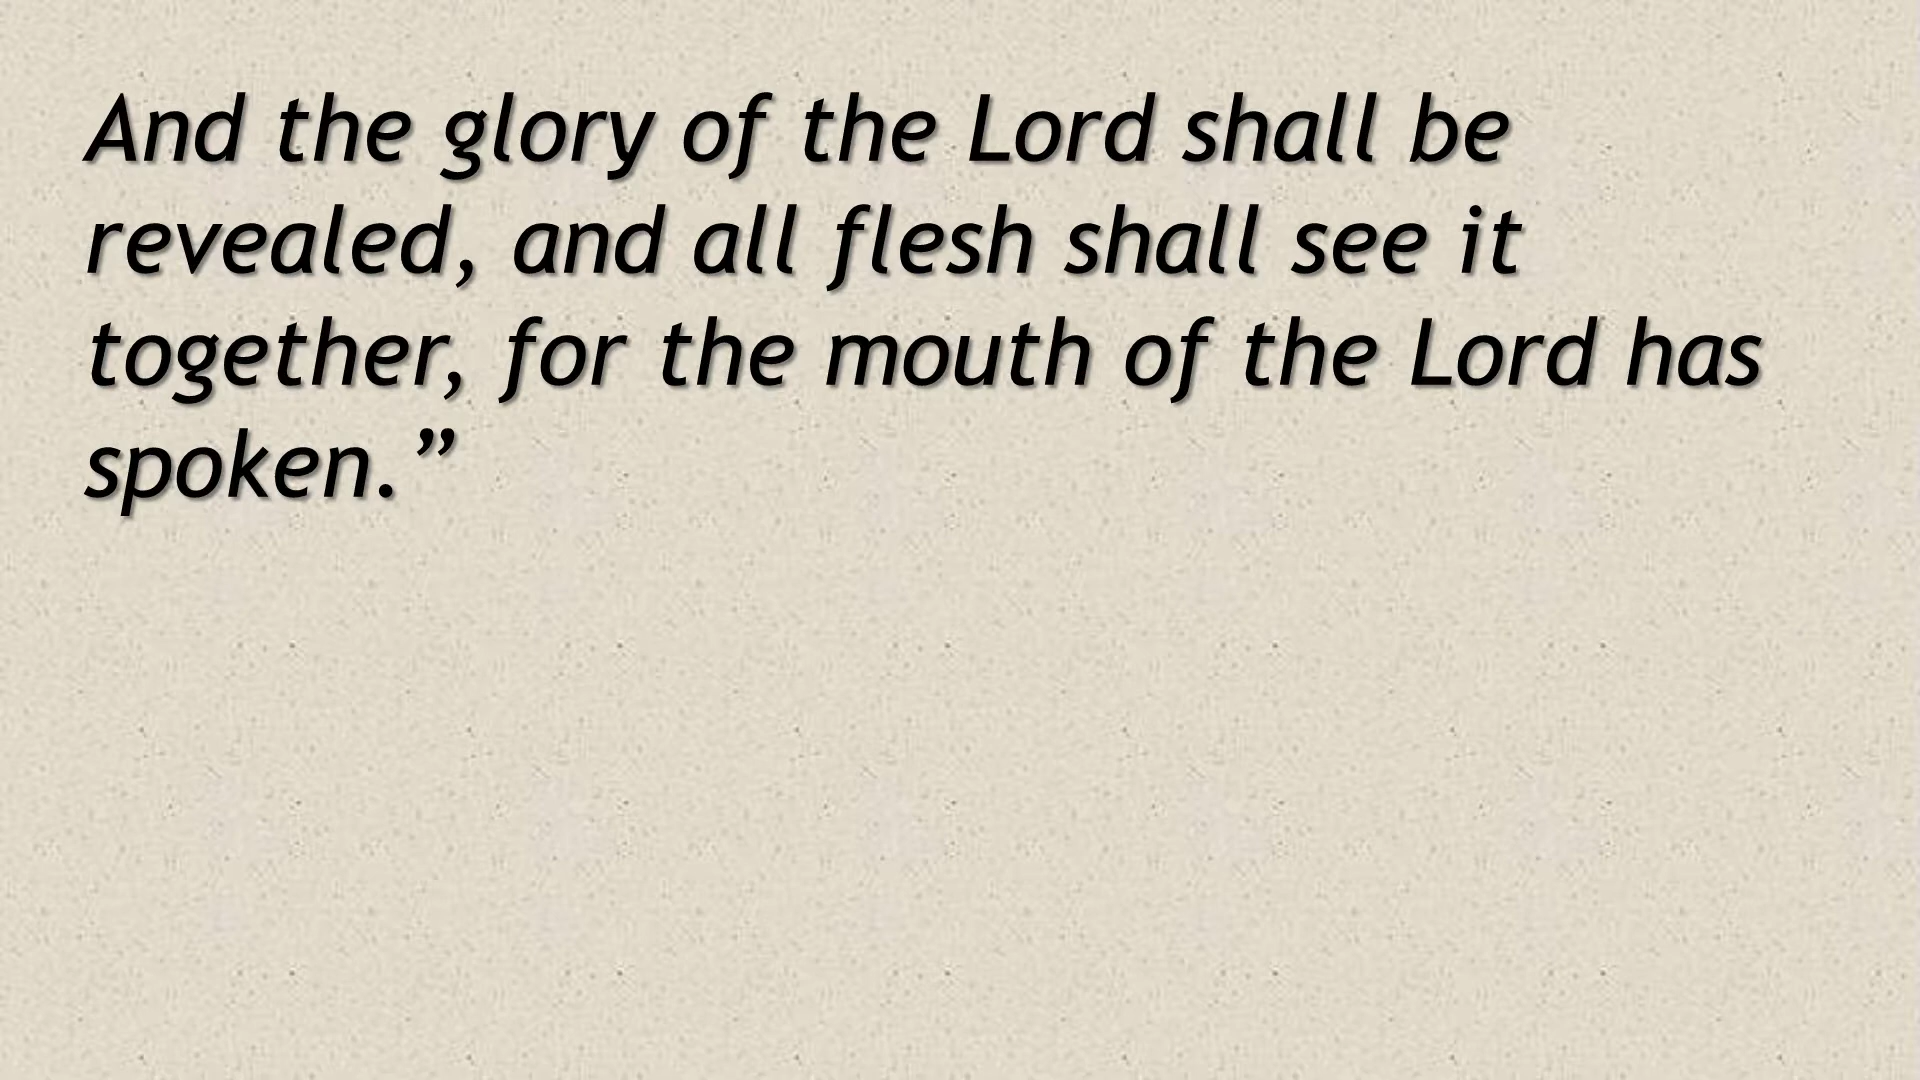 And the glory of the Lord shall be
revealed, and all flesh shall see it
together, for the mouth of the Lord has
spoken.”